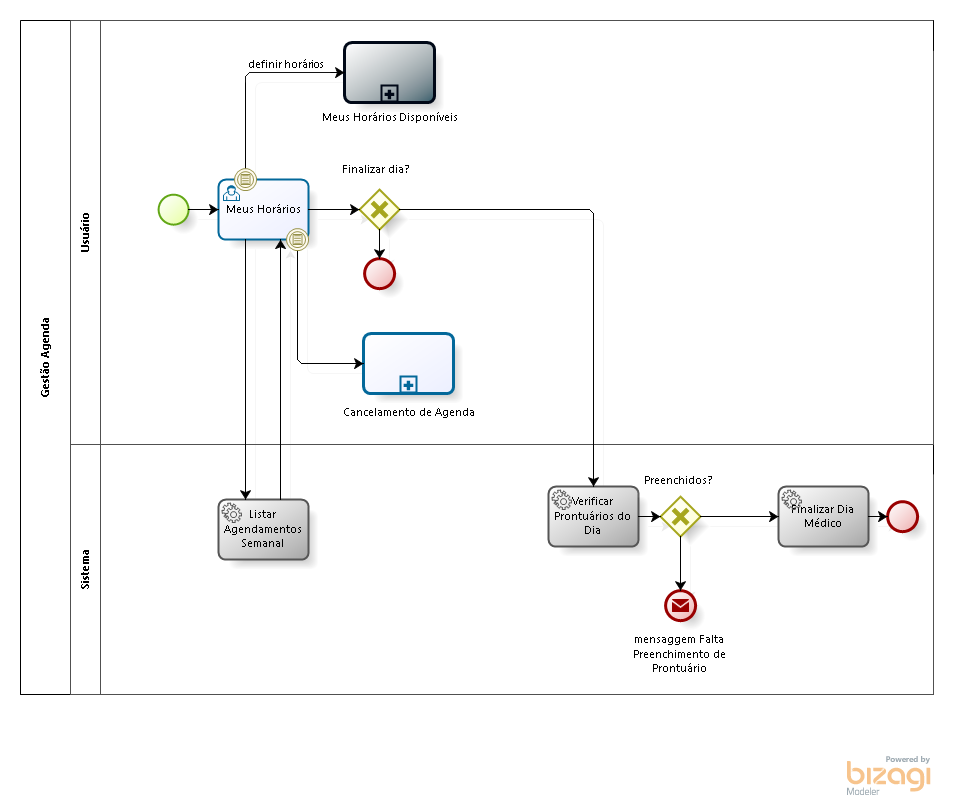 Gestão Agenda
Usuário
definir horários
Meus Horários Disponíveis
Finalizar dia?
Meus Horários
Cancelamento de Agenda
Sistema
Listar
Agendamentos
Semanal
Verificar
Prontuários do
Dia
Preenchidos?
Finalizar Dia
Médico
mensaggem Falta
Preenchimento de
Prontuário
Powered by
bizagi
Modeler